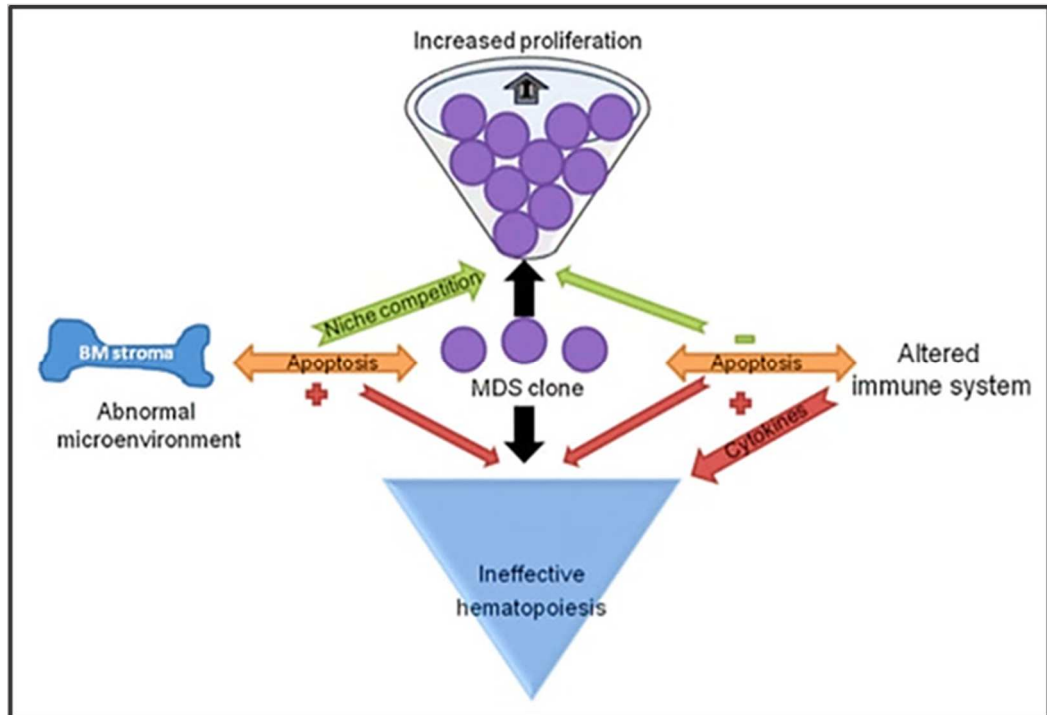 Increased proliferation
Niche competition
BM stroma
Apoptosis
+
Abnormal
microenvironment
MDS clone
-
Apoptosis
+
Cytokines
Altered
immune system
Ineffective
hematopoiesis